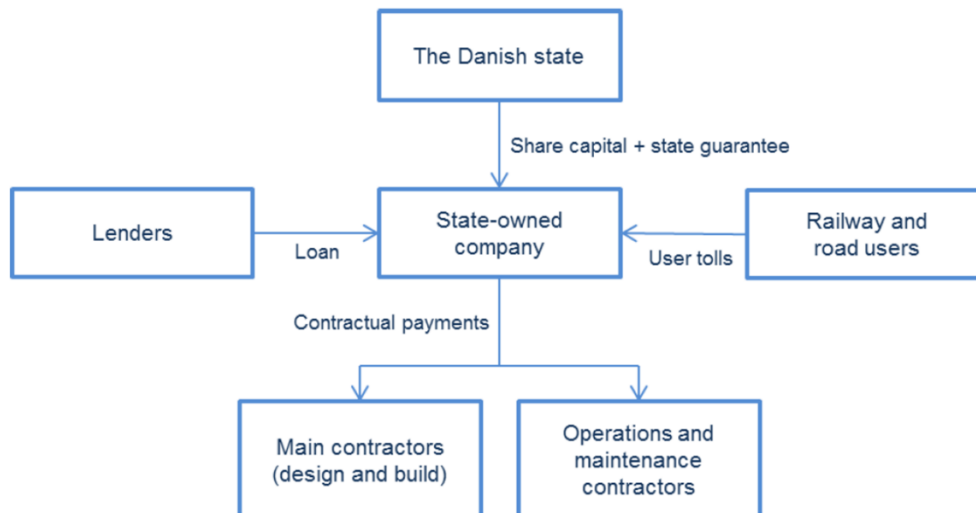 The Danish state
Share capital + state guarantee
Lenders
Loan
State-owned
company
User tolls
Railway and
road users
Contractual payments
Main contractors
(design and build)
Operations and
maintenance
contractors